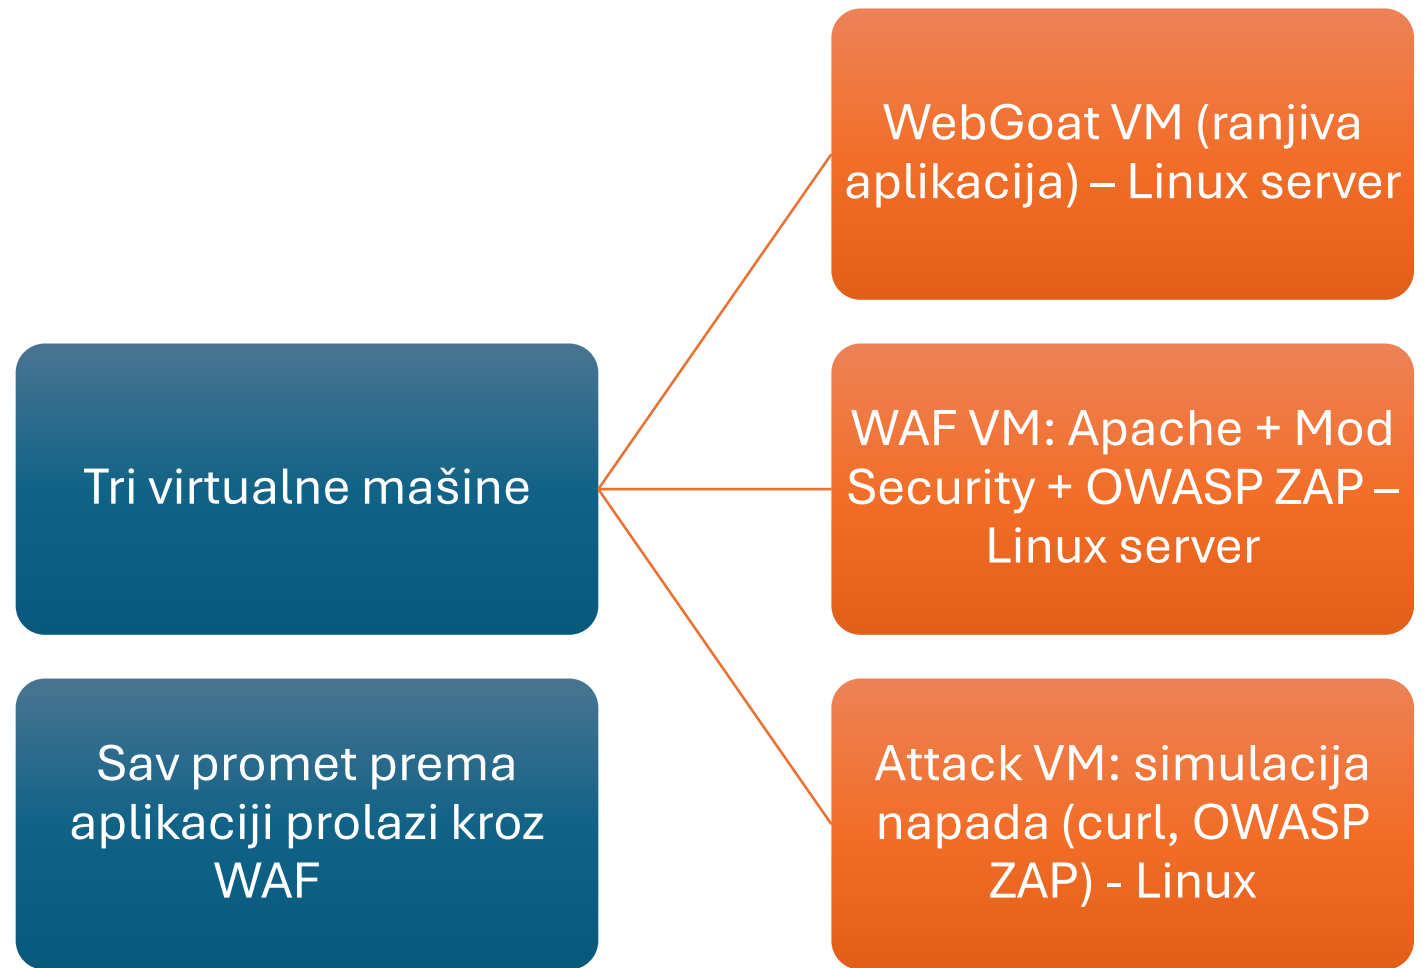 Tri virtualne mašine
Sav promet prema
aplikaciji prolazi kroz
WAF
WebGoat VM (ranjiva
aplikacija) – Linux server
WAF VM: Apache + Mod
Security + OWASP ZAP –
Linux server
Attack VM: simulacija
napada (curl, OWASP
ZAP) - Linux